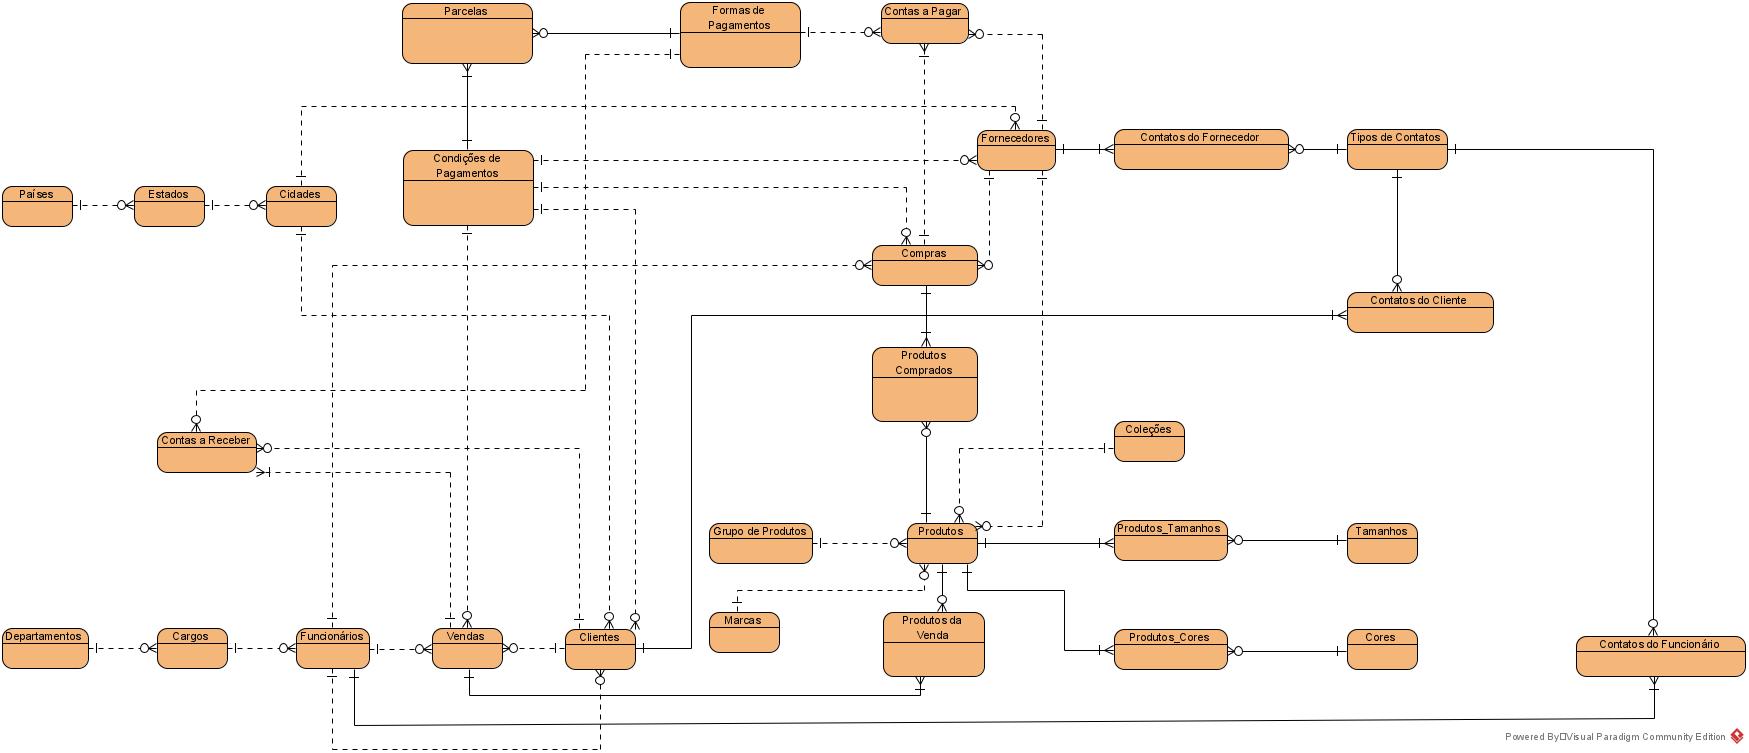 Parcelas
Formas de
Pagamentos
Contas a Pagar
Fornecedores
Contatos do Fornecedor
Tipos de Contatos
Condições de
Pagamentos
Países
Estados
Cidades
Compras
Contatos do Cliente
Produtos
Comprados
Contas a Receber
Coleções
Grupo de Produtos
Produtos
Produtos_Tamanhos
Tamanhos
Marcas
Produtos da
Venda
Departamentos
Cargos
Funcionários
Vendas
Clientes
Produtos_Cores
Cores
Contatos do Funcionário
Powered By□Visual Paradigm Community Edition